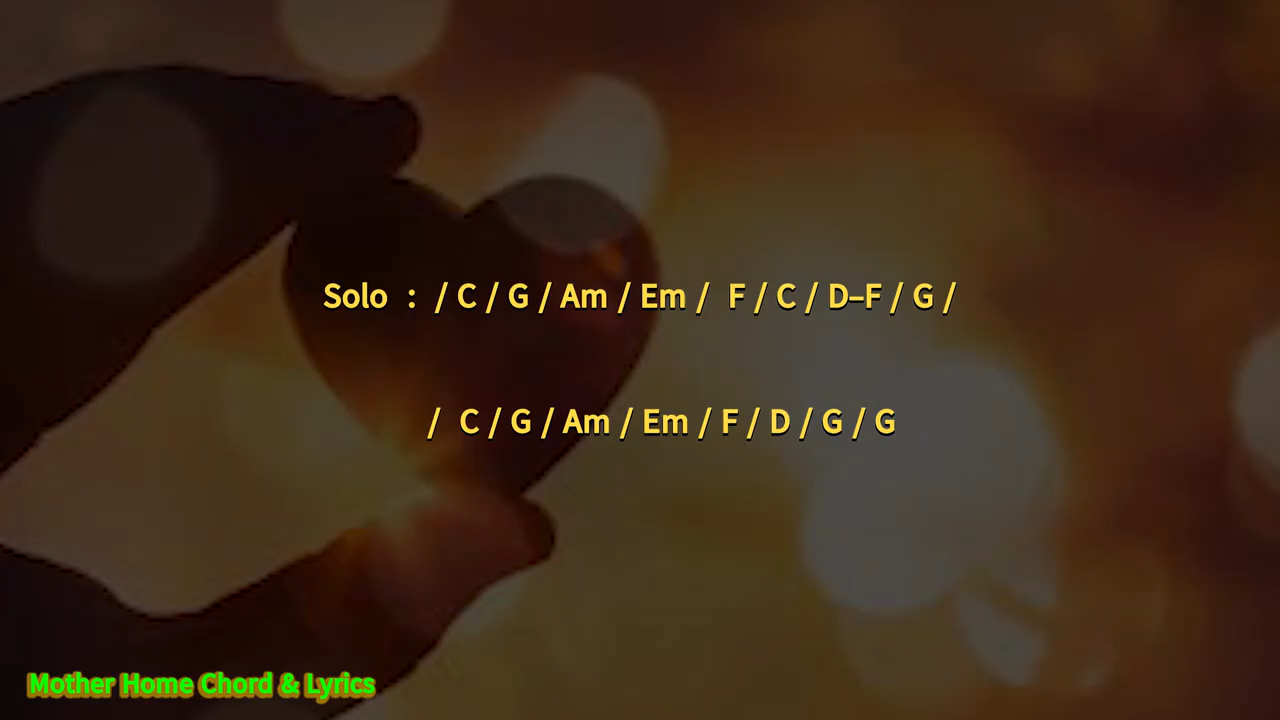 Solo : / C / G / Am / Em / F / C / D–F / G /
/ C / G / Am / Em / F / D / G / G
Mother Home Chord & Lyrics